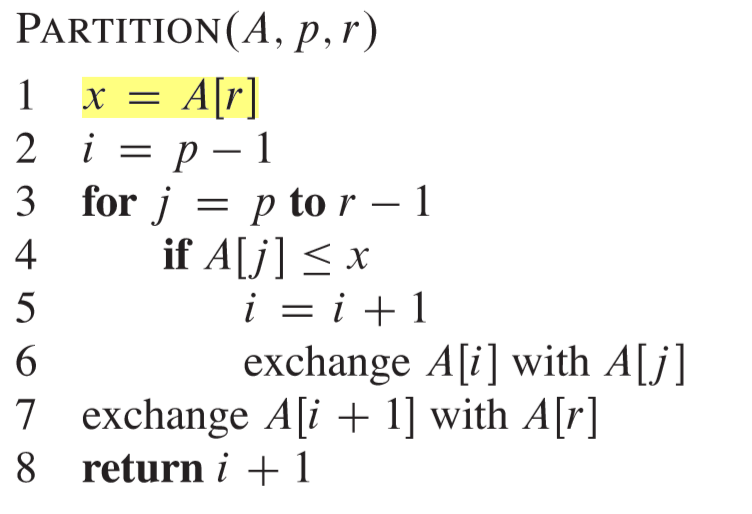 PARTITION(A, p, r)
1 x = A[r]
2 i = p − 1
3 for j = p to r − 1
4 if A[j] ≤ x
5 i = i + 1
6 exchange A[i] with A[j]
7 exchange A[i + 1] with A[r]
8 return i + 1